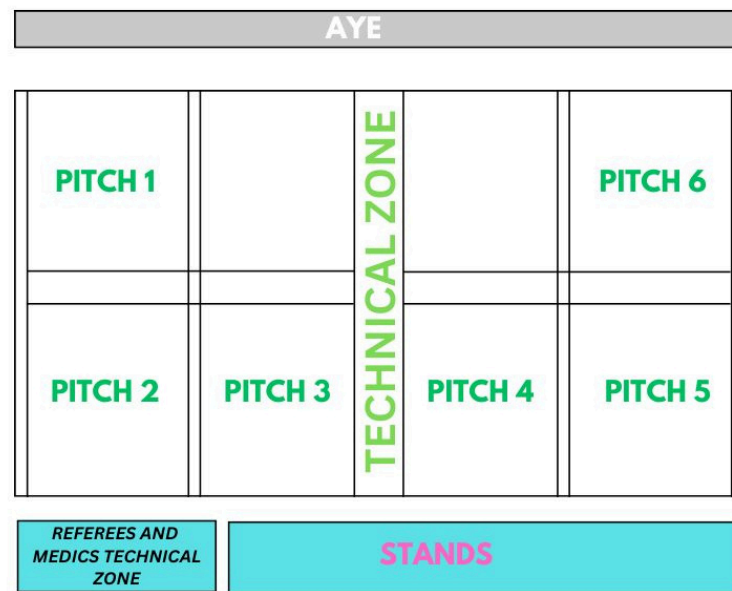 AYE
PITCH 1
PITCH 6
TECHNICAL ZONE
PITCH 2
PITCH 3
PITCH 4
PITCH 5
REFEREES AND
MEDICS TECHNICAL
ZONE
STANDS